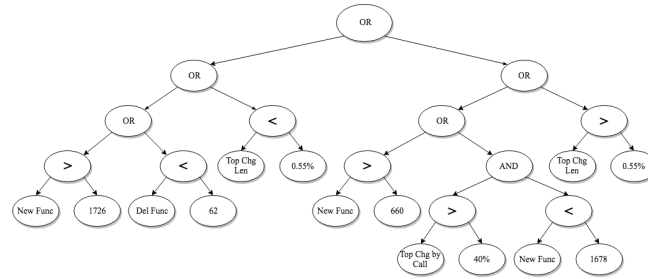 OR
OR
OR
OR
<
OR
>
>
<
Top Chg
Len
0.55%
>
AND
Top Chg
Len
0.55%
New Func
1726
Del Func
62
New Func
660
>
<
Top Chg by
Call
40%
New Func
1678